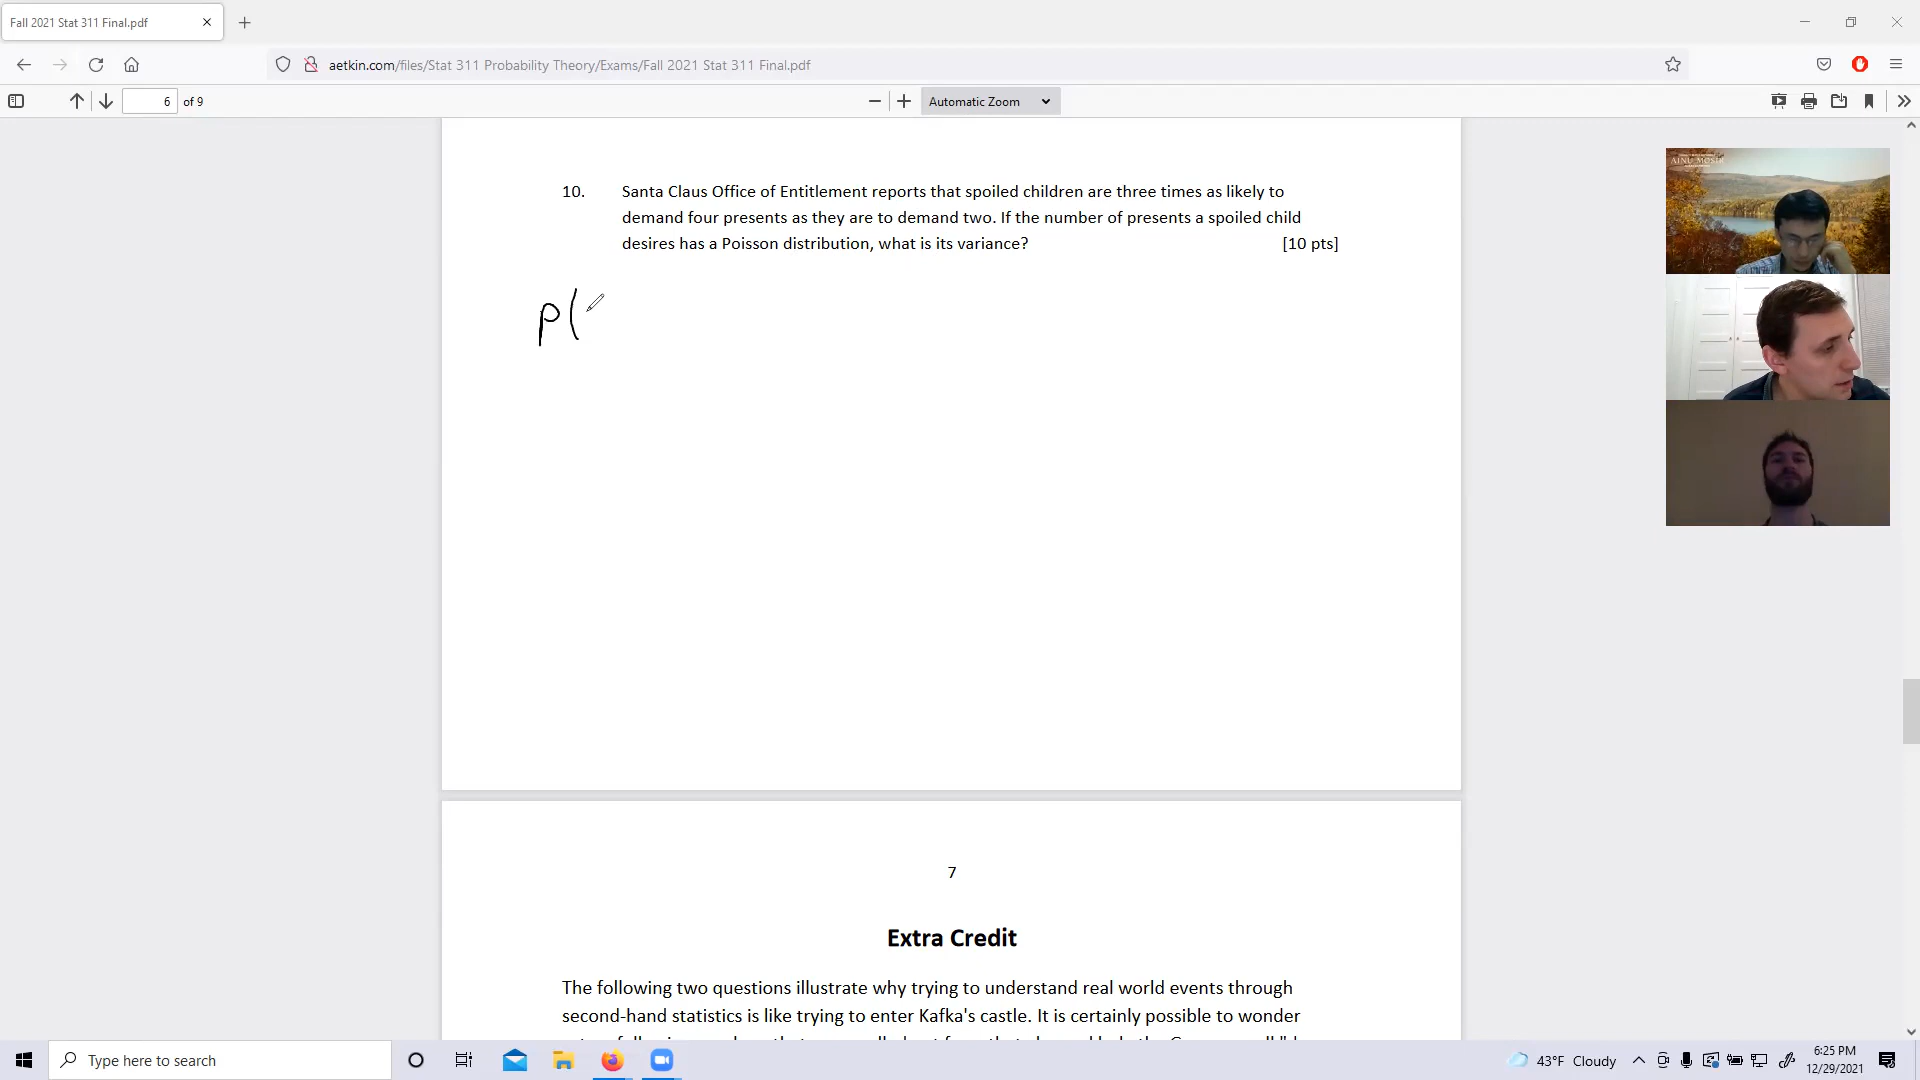 Fall 2021 Stat 311 Final.pdf
aetkin.com/files/Stat 311 Probability Theory/Exams/Fall 2021 Stat 311 Final.pdf
6 of 9
Automatic Zoom
10. Santa Claus Office of Entitlement reports that spoiled children are three times as likely to
demand four presents as they are to demand two. If the number of presents a spoiled child
desires has a Poisson distribution, what is its variance? [10 pts]
P(
7
Extra Credit
The following two questions illustrate why trying to understand real world events through
second-hand statistics is like trying to enter Kafka's castle. It is certainly possible to wonder
Type here to search
43°F Cloudy
6:25 PM
12/29/2021